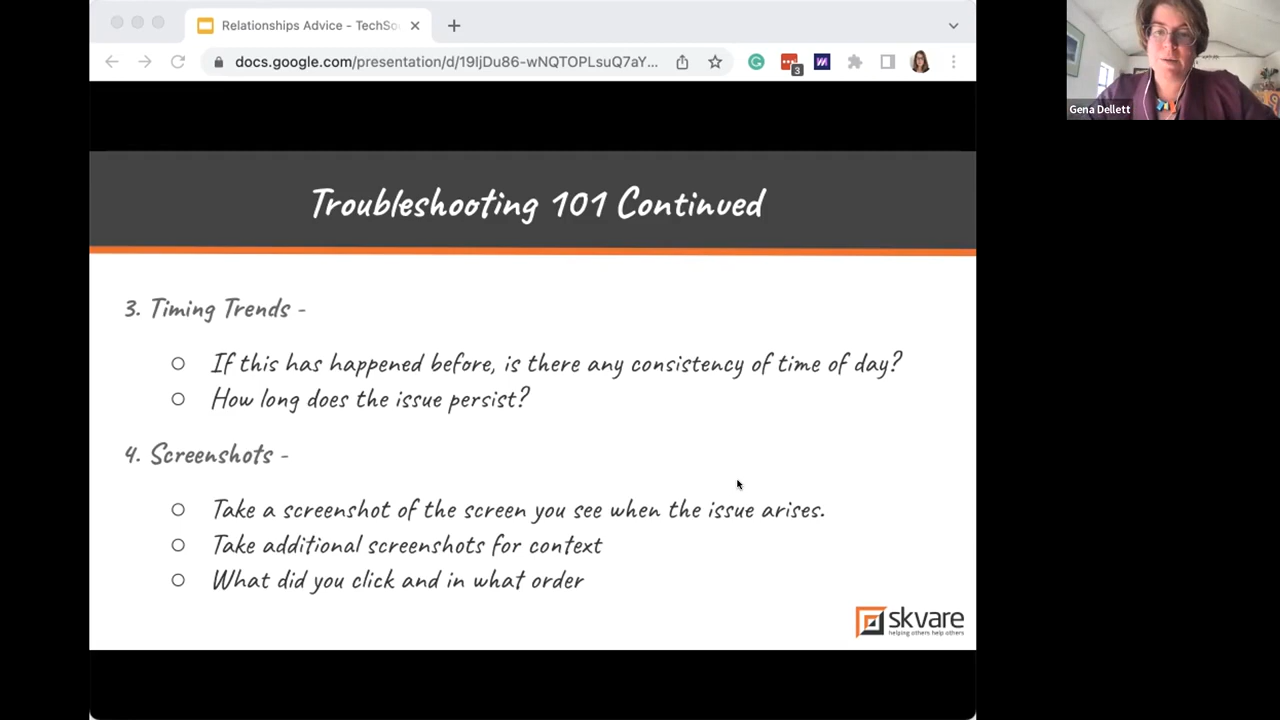 Relationships Advice - TechSo
docs.google.com/presentation/d/19IjDu86-wNQTOPLsuQ7aY...
3
Gena Dellett
Troubleshooting 101 Continued
3. Timing Trends -
If this has happened before, is there any consistency of time of day?
How long does the issue persist?
4. Screenshots -
Take a screenshot of the screen you see when the issue arises.
Take additional screenshots for context
What did you click and in what order
skvare
helping others help others